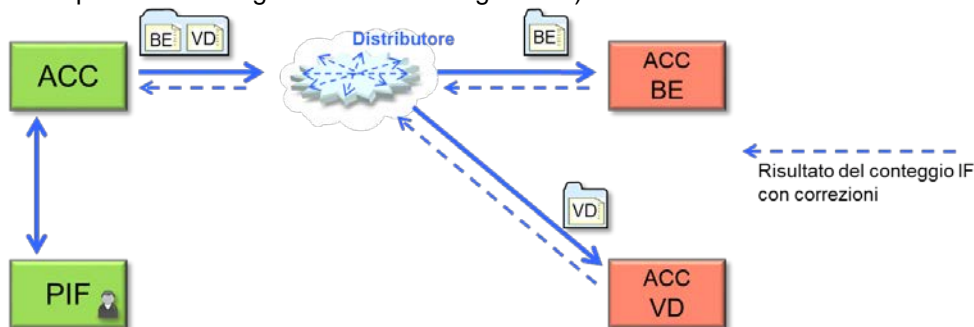 BE VD
Distributore
BE
ACC
ACC
BE
Risultato del conteggio IF
con correzioni
VD
PIF
ACC
VD